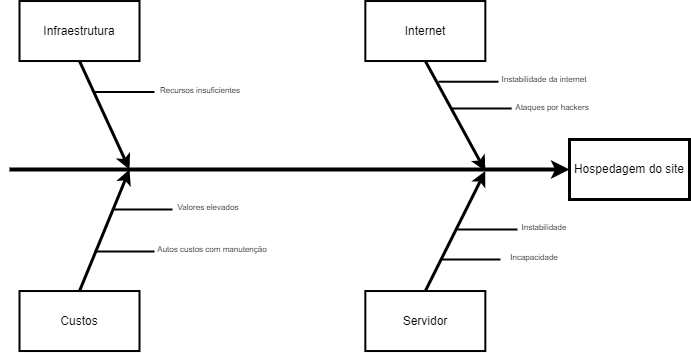 Infraestrutura
Internet
Recursos insuficientes
Instabilidade da internet
Ataques por hackers
Hospedagem do site
Valores elevados
Autos custos com manutenção
Instabilidade
Incapacidade
Custos
Servidor